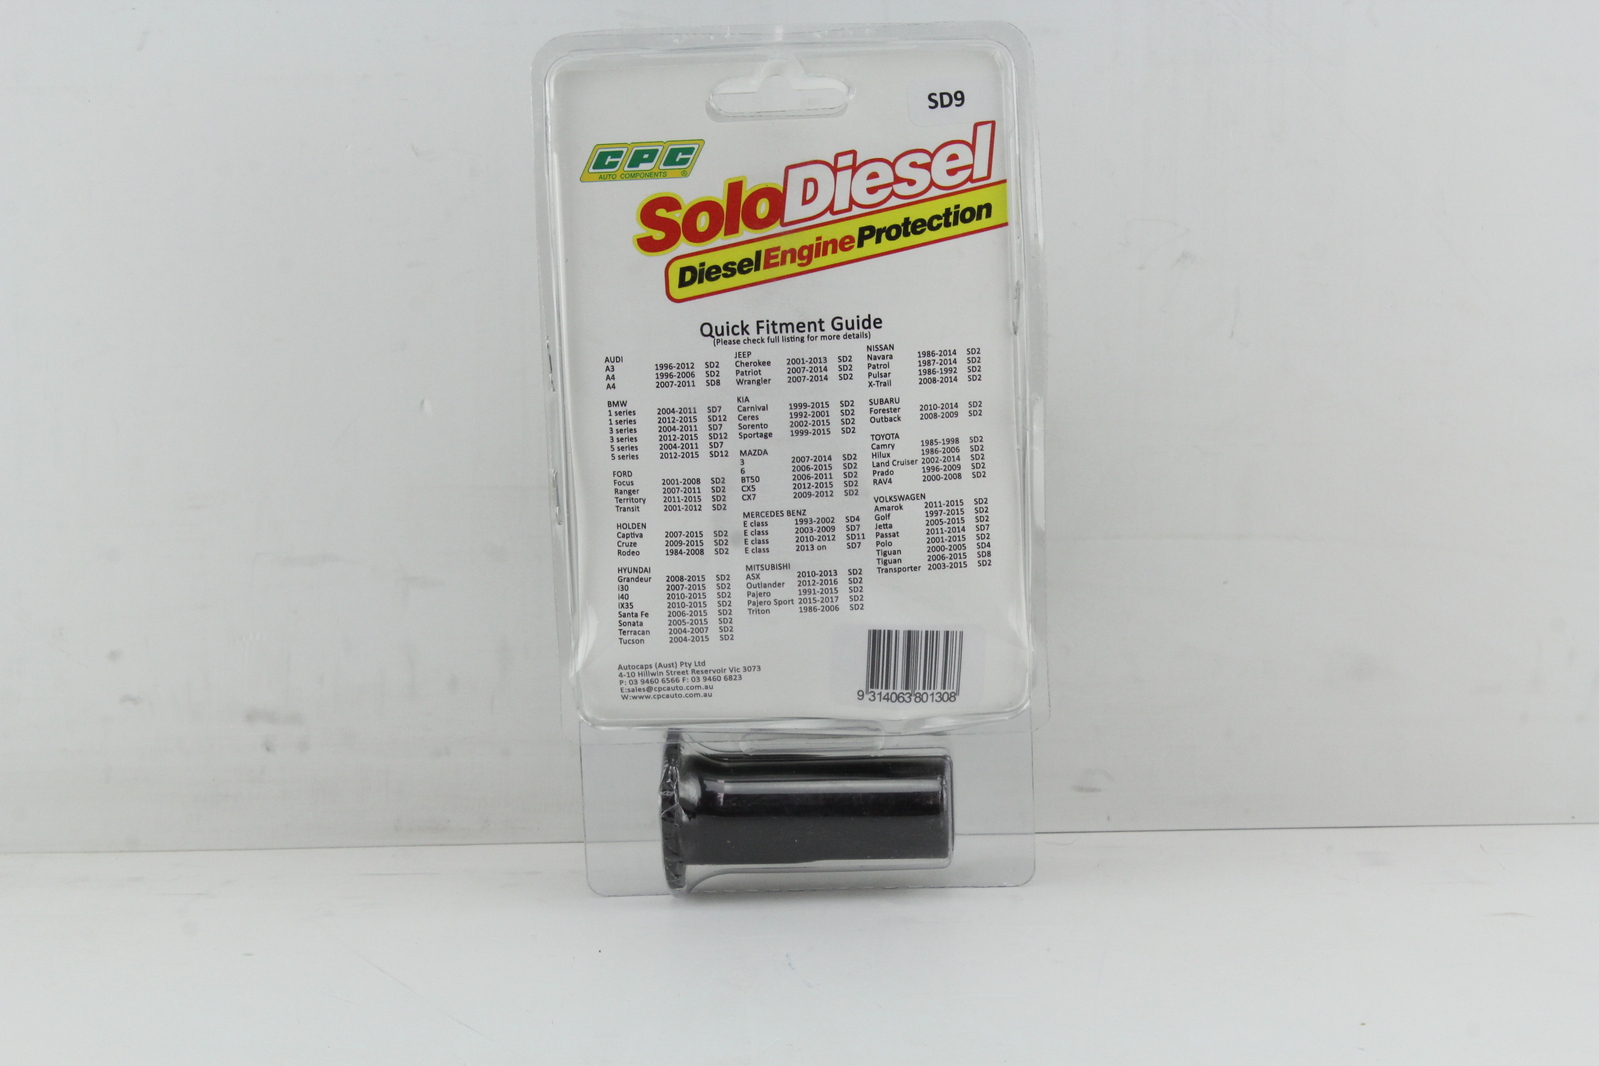 SD9
CPC
AUTO COMPONENTS ®
SoloDiesel
DieselEngineProtection
Quick Fitment Guide
(Please check full listing for more details)
AUDI
A3 1996-2012 SD2
A4 1996-2006 SD2
A4 2007-2011 SD8
BMW
1 series 2004-2011 SD7
1 series 2012-2015 SD12
3 series 2004-2011 SD7
3 series 2012-2015 SD12
5 series 2004-2011 SD7
5 series 2012-2015 SD12
FORD
Focus 2001-2008 SD2
Ranger 2007-2011 SD2
Territory 2011-2015 SD2
Transit 2001-2012 SD2
HOLDEN
Captiva 2007-2015 SD2
Cruze 2009-2015 SD2
Rodeo 1984-2008 SD2
HYUNDAI
Grandeur 2008-2015 SD2
i30 2007-2015 SD2
i40 2010-2015 SD2
iX35 2010-2015 SD2
Santa Fe 2006-2015 SD2
Sonata 2005-2015 SD2
Terracan 2004-2007 SD2
Tucson 2004-2015 SD2
JEEP
Cherokee 2001-2013 SD2
Patriot 2007-2014 SD2
Wrangler 2007-2014 SD2
KIA
Carnival 1999-2015 SD2
Ceres 1992-2001 SD2
Sorento 2002-2015 SD2
Sportage 1999-2015 SD2
MAZDA
3 2007-2014 SD2
6 2006-2015 SD2
BT50 2006-2011 SD2
CX5 2012-2015 SD2
CX7 2009-2012 SD2
MERCEDES BENZ
E class 1993-2002 SD4
E class 2003-2009 SD7
E class 2010-2012 SD11
E class 2013 on SD7
MITSUBISHI
ASX 2010-2013 SD2
Outlander 2012-2016 SD2
Pajero 1991-2015 SD2
Pajero Sport 2015-2017 SD2
Triton 1986-2006 SD2
NISSAN
Navara 1986-2014 SD2
Patrol 1987-2014 SD2
Pulsar 1986-1992 SD2
X-Trail 2008-2014 SD2
SUBARU
Forester 2010-2014 SD2
Outback 2008-2009 SD2
TOYOTA
Camry 1985-1998 SD2
Hilux 1986-2006 SD2
Land Cruiser 2002-2014 SD2
Prado 1996-2009 SD2
RAV4 2000-2008 SD2
VOLKSWAGEN
Amarok 2011-2015 SD2
Golf 1997-2015 SD2
Jetta 2005-2015 SD2
Passat 2011-2014 SD7
Polo 2001-2015 SD2
Tiguan 2000-2005 SD4
Tiguan 2006-2015 SD8
Transporter 2003-2015 SD2
Autocaps (Aust) Pty Ltd
4-10 Hillwin Street Reservoir Vic 3073
P: 03 9460 6566 F: 03 9460 6823
E:sales@cpcauto.com.au
W:www.cpcauto.com.au
9 314063 801308